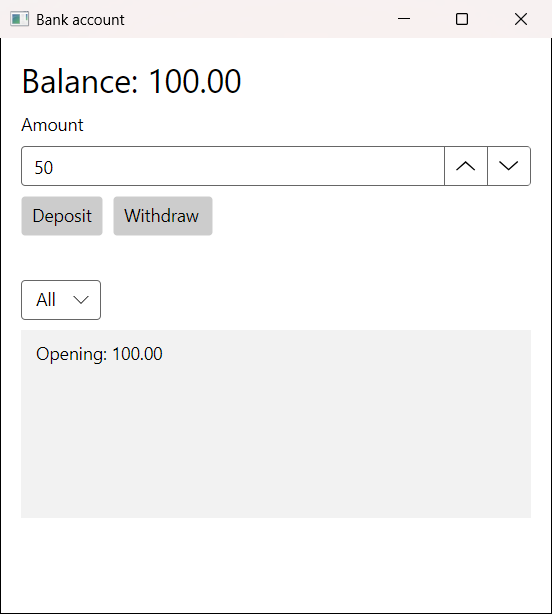 Bank account
Balance: 100.00
Amount
50
Deposit Withdraw
All
Opening: 100.00